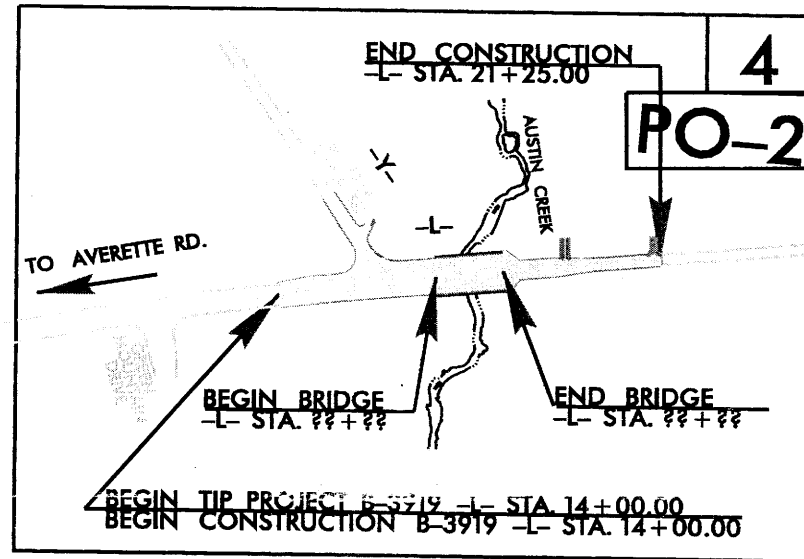 END CONSTRUCTION
-L- STA. 21+25.00
4
PO-2
-Y-
AUSTIN
CREEK
-L-
TO AVERETTE RD.
BEGIN BRIDGE
-L- STA. ??+??
END BRIDGE
-L- STA. ??+??
BEGIN TIP PROJECT B-3919 -L- STA. 14+00.00
BEGIN CONSTRUCTION B-3919 -L- STA. 14+00.00